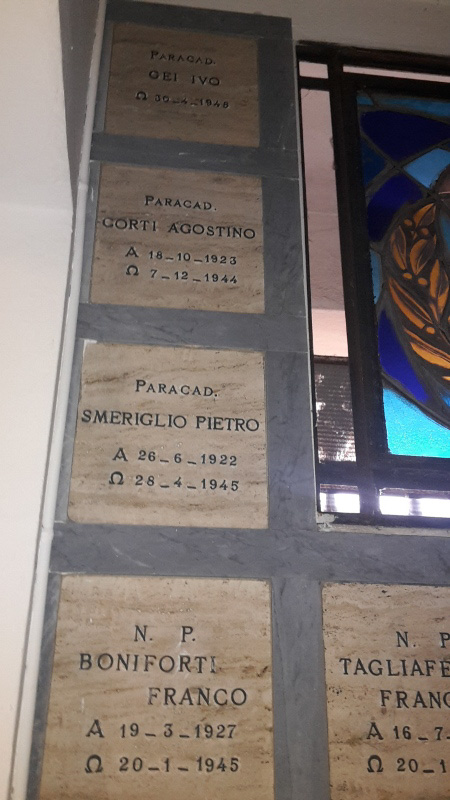 PARACAD.
GEI IVO
Ω 30-4-1945
PARACAD.
CORTI AGOSTINO
A 18-10-1923
Ω 7-12-1944
PARACAD.
SMERIGLIO PIETRO
A 26-6-1922
Ω 28-4-1945
N. P.
BONIFORTI
FRANCO
A 19-3-1927
Ω 20-1-1945
N. P
TAGLIAFE
FRANC
A 16-7-
Ω 20-1